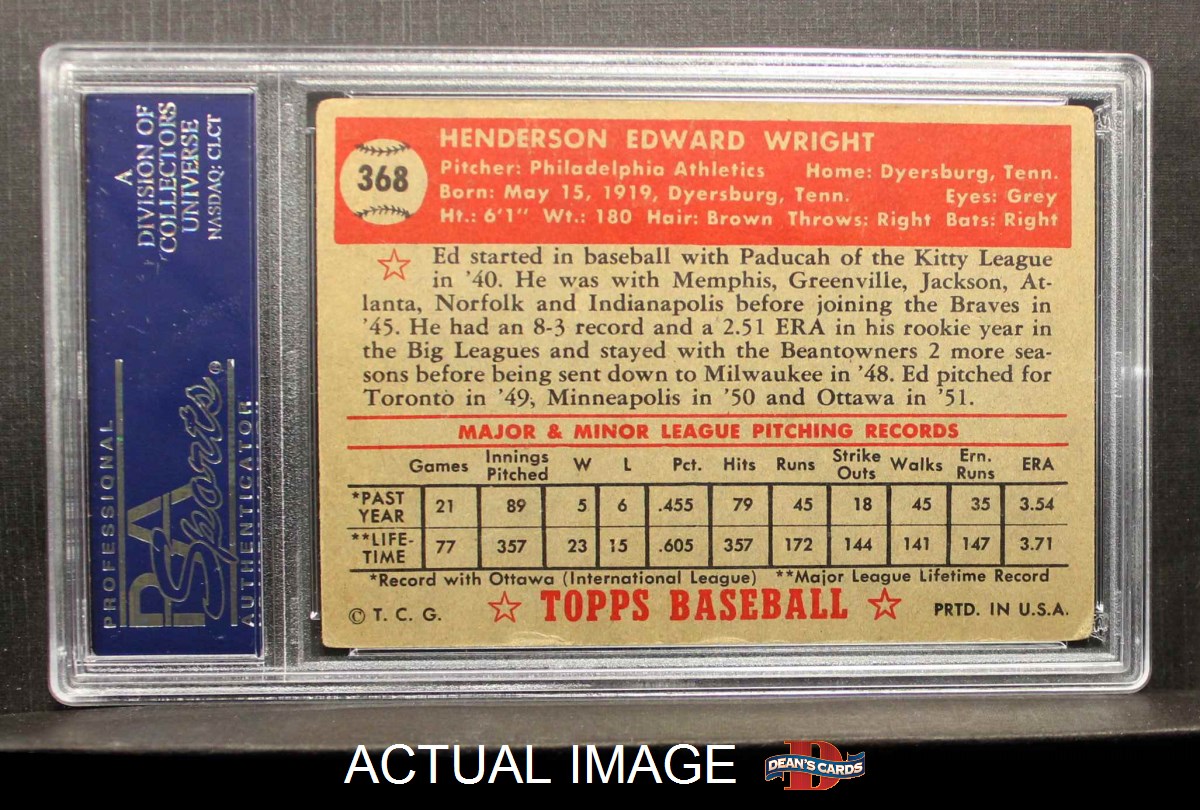 A
DIVISION OF
COLLECTORS
UNIVERSE
NASDAQ: CLCT
PROFESSIONAL
PSA
Sports®
AUTHENTICATOR
368
HENDERSON EDWARD WRIGHT
Pitcher: Philadelphia Athletics Home: Dyersburg, Tenn.
Born: May 15, 1919, Dyersburg, Tenn. Eyes: Grey
Ht.: 6'1" Wt.: 180 Hair: Brown Throws: Right Bats: Right
Ed started in baseball with Paducah of the Kitty League
in '40. He was with Memphis, Greenville, Jackson, At-
lanta, Norfolk and Indianapolis before joining the Braves in
'45. He had an 8-3 record and a 2.51 ERA in his rookie year in
the Big Leagues and stayed with the Beantowners 2 more sea-
sons before being sent down to Milwaukee in '48. Ed pitched for
Toronto in '49, Minneapolis in '50 and Ottawa in '51.
MAJOR & MINOR LEAGUE PITCHING RECORDS
Games Innings Pitched W L Pct. Hits Runs Strike Outs Walks Ern. Runs ERA
*PAST YEAR 21 89 5 6 .455 79 45 18 45 35 3.54
**LIFE-TIME 77 357 23 15 .605 357 172 144 141 147 3.71
*Record with Ottawa (International League) **Major League Lifetime Record
© T. C. G. TOPPS BASEBALL PRTD. IN U.S.A.
ACTUAL IMAGE DEAN'S CARDS